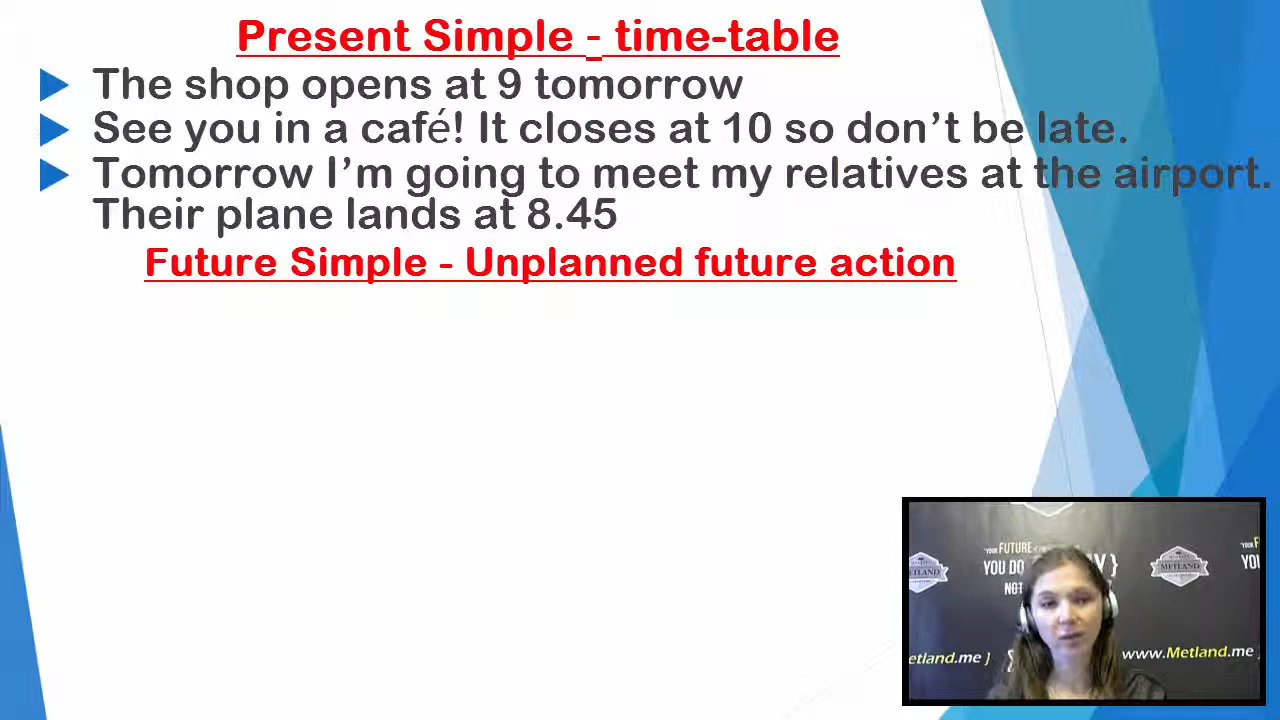 Present Simple - time-table
The shop opens at 9 tomorrow
See you in a café! It closes at 10 so don't be late.
Tomorrow I'm going to meet my relatives at the airport.
Their plane lands at 8.45
Future Simple - Unplanned future action
FUTURE
YOU DO
NOT
METLAND
etland.me }
www.Metland.me }